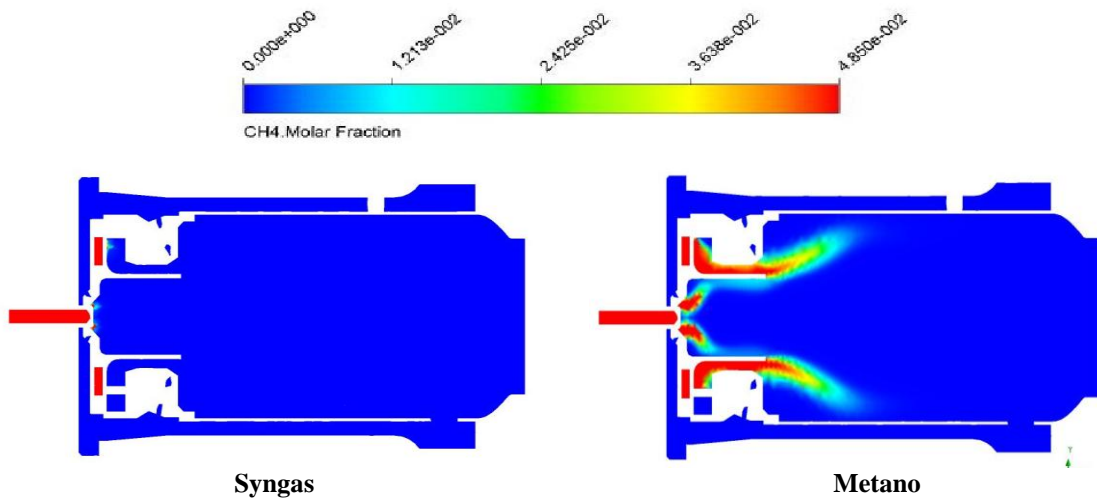 0.000e+000 1.213e-002 2.425e-002 3.638e-002 4.850e-002
CH4.Molar Fraction
Y
Syngas Metano